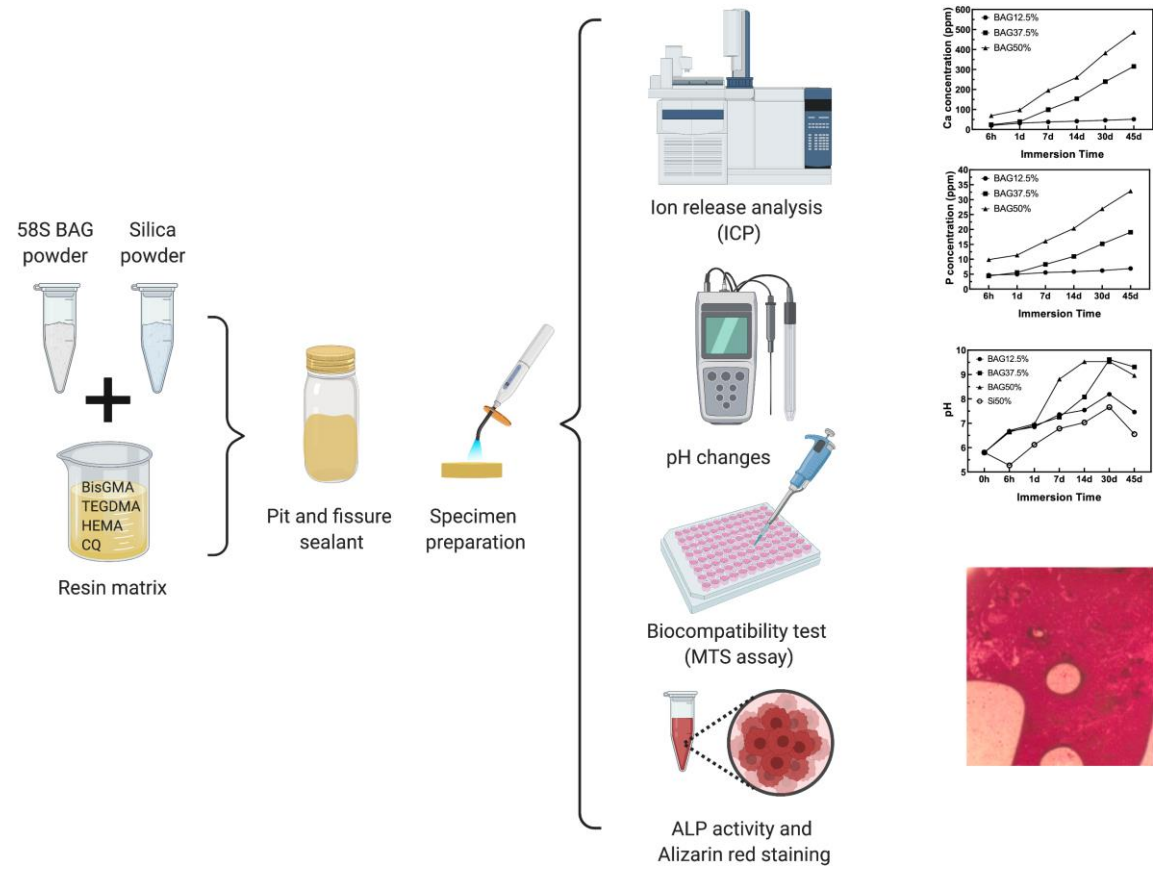 58S BAG
powder
Silica
powder
BisGMA
TEGDMA
HEMA
CQ
Resin matrix
Pit and fissure
sealant
Specimen
preparation
Ion release analysis
(ICP)
pH changes
Biocompatibility test
(MTS assay)
ALP activity and
Alizarin red staining
Ca concentration (ppm)
600
500
400
300
200
100
0
BAG12.5%
BAG37.5%
BAG50%
6h 1d 7d 14d 30d 45d
Immersion Time
P concentration (ppm)
40
35
30
25
20
15
10
5
0
BAG12.5%
BAG37.5%
BAG50%
6h 1d 7d 14d 30d 45d
Immersion Time
pH
10
9
8
7
6
5
BAG12.5%
BAG37.5%
BAG50%
Si50%
0h 6h 1d 7d 14d 30d 45d
Immersion Time